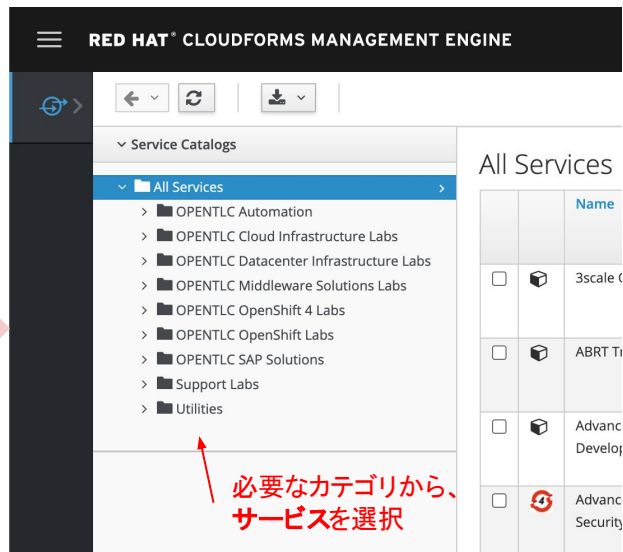 RED HAT® CLOUDFORMS MANAGEMENT ENGINE
Service Catalogs
All Services
OPENTLC Automation
OPENTLC Cloud Infrastructure Labs
OPENTLC Datacenter Infrastructure Labs
OPENTLC Middleware Solutions Labs
OPENTLC OpenShift 4 Labs
OPENTLC OpenShift Labs
OPENTLC SAP Solutions
Support Labs
Utilities
必要なカテゴリから、
サービスを選択
All Services
Name
3scale
ABRT
Advanc
Develop
4
Advanc
Security